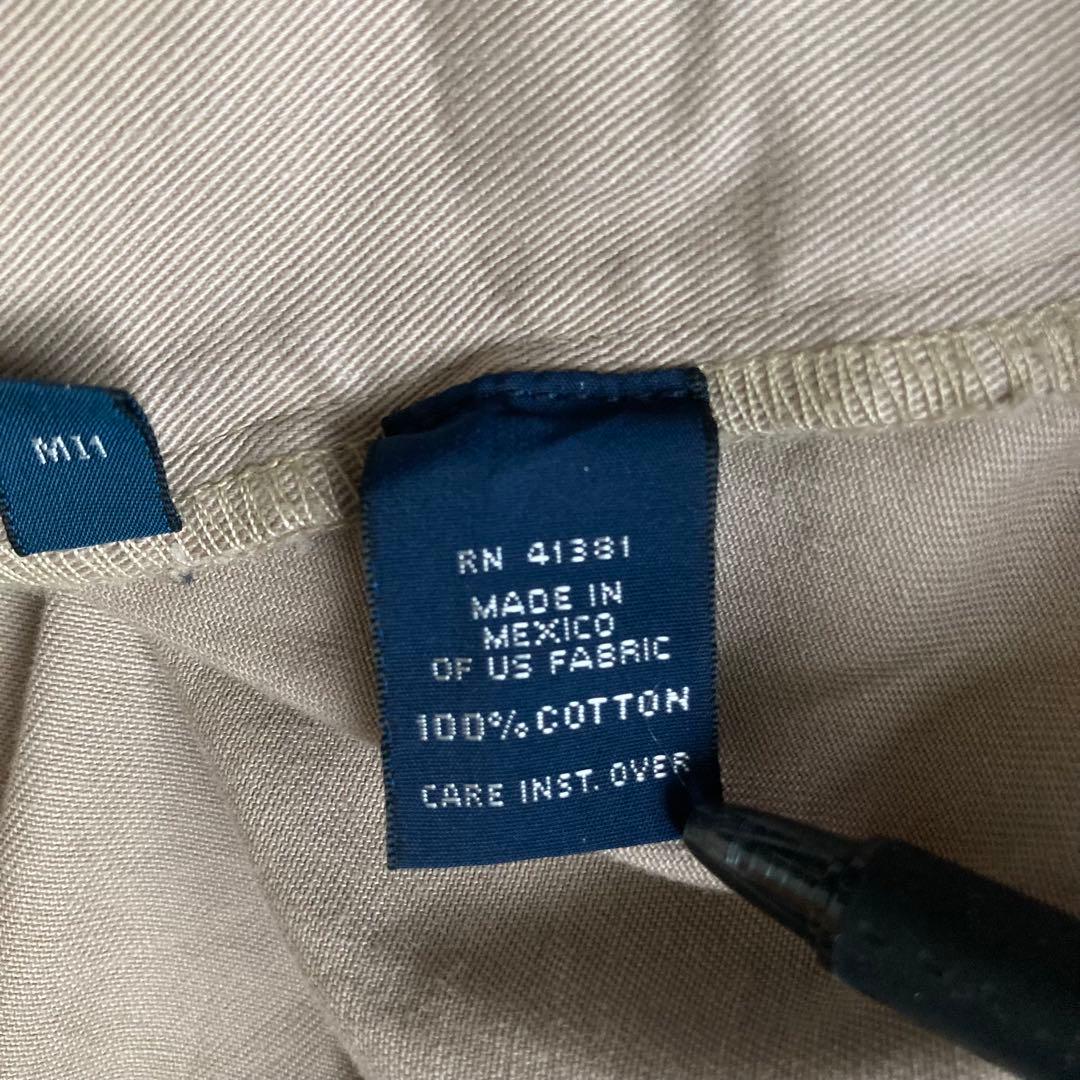 M11
RN 41381
MADE IN
MEXICO
OF US FABRIC
100% COTTON
CARE INST. OVER